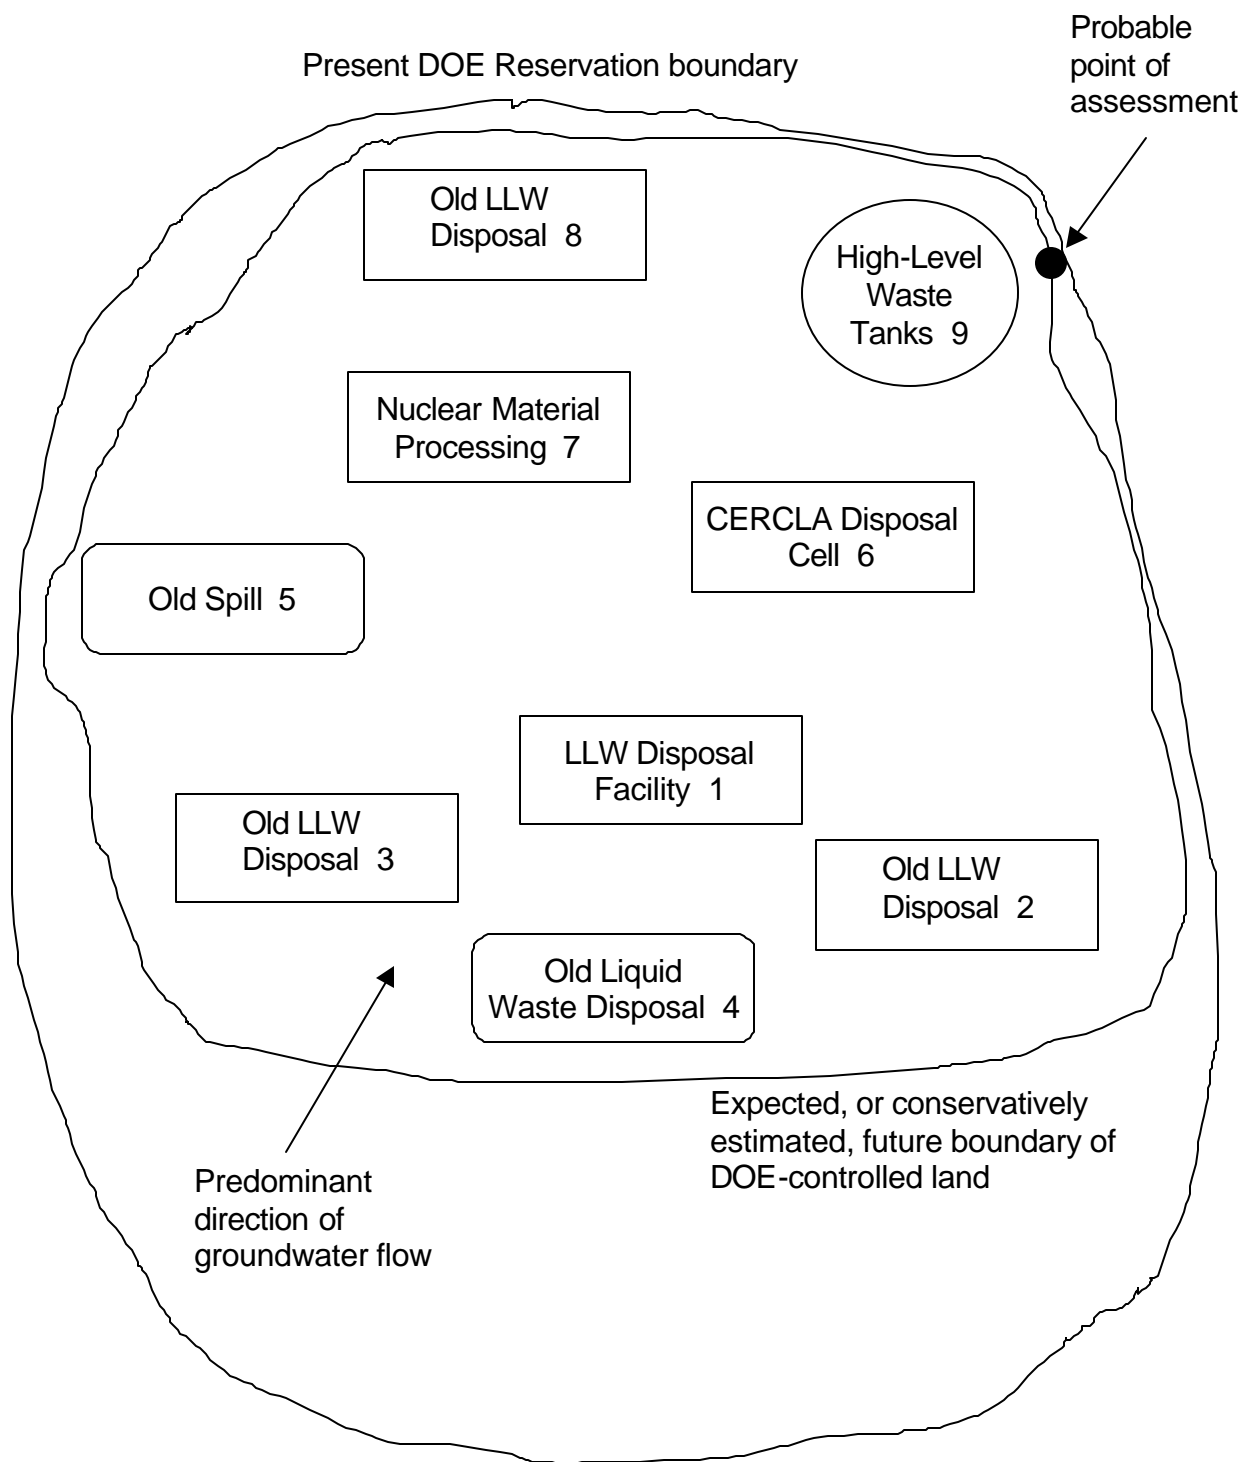 Probable
point of
assessment
Present DOE Reservation boundary
Old LLW
Disposal 8
High-Level
Waste
Tanks 9
Nuclear Material
Processing 7
CERCLA Disposal
Cell 6
Old Spill 5
LLW Disposal
Facility 1
Old LLW
Disposal 3
Old LLW
Disposal 2
Old Liquid
Waste Disposal 4
Expected, or conservatively
estimated, future boundary of
DOE-controlled land
Predominant
direction of
groundwater flow